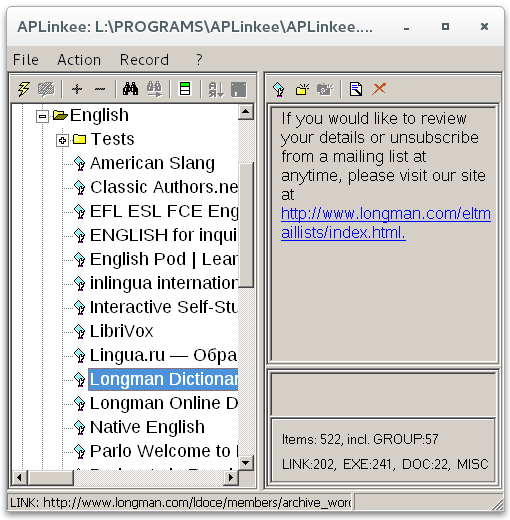 APLinkee: L:\PROGRAMS\APLinkee\APLinkee....
File Action Record ?
English
Tests
American Slang
Classic Authors.ne
EFL ESL FCE Eng
ENGLISH for inqui
English Pod | Lear
inlingua internation
Interactive Self-Stu
LibriVox
Lingua.ru — Обра
Longman Dictionar
Longman Online D
Native English
Parlo Welcome to
If you would like to review
your details or unsubscribe
from a mailing list at
anytime, please visit our site
at
http://www.longman.com/eltm
aillists/index.html.
Items: 522, incl. GROUP:57
LINK:202, EXE:241, DOC:22, MISC
LINK: http://www.longman.com/ldoce/members/archive_wor